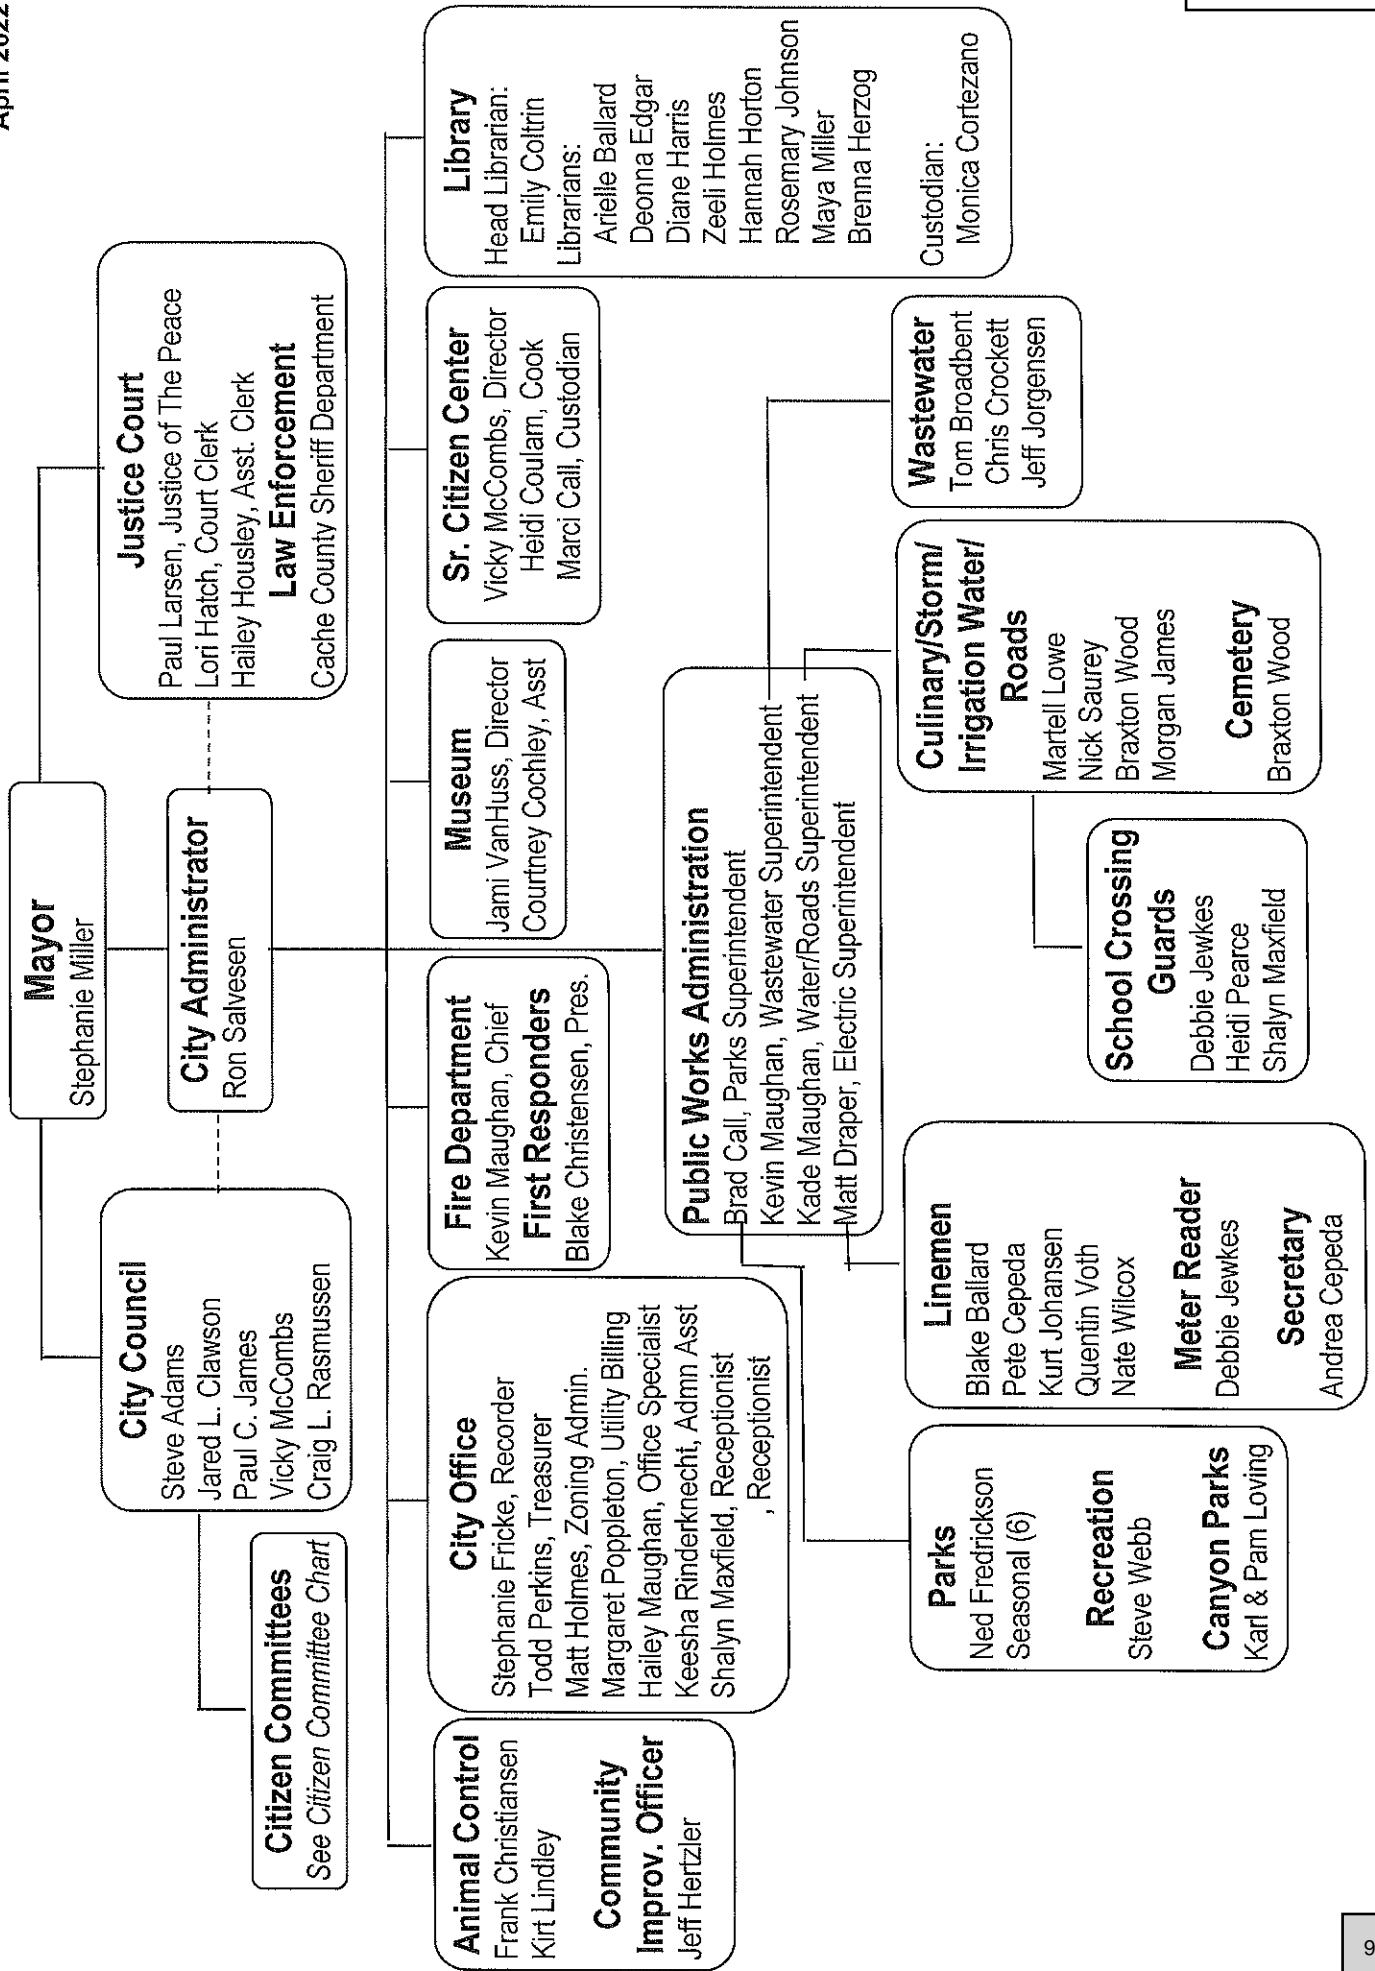 April 2022
Mayor
Stephanie Miller
City Administrator
Ron Salvesen
City Council
Steve Adams
Jared L. Clawson
Paul C. James
Vicky McCombs
Craig L. Rasmussen
Citizen Committees
See Citizen Committee Chart
Justice Court
Paul Larsen, Justice of The Peace
Lori Hatch, Court Clerk
Hailey Housley, Asst. Clerk
Law Enforcement
Cache County Sheriff Department
Animal Control
Frank Christiansen
Kirt Lindley
Community
Improv. Officer
Jeff Hertzler
City Office
Stephanie Fricke, Recorder
Todd Perkins, Treasurer
Matt Holmes, Zoning Admin.
Margaret Poppleton, Utility Billing
Hailey Maughan, Office Specialist
Keesha Rinderknecht, Admn Asst
Shalyn Maxfield, Receptionist
, Receptionist
Fire Department
Kevin Maughan, Chief
First Responders
Blake Christensen, Pres.
Museum
Jami VanHuss, Director
Courtney Cochley, Asst
Sr. Citizen Center
Vicky McCombs, Director
Heidi Coulam, Cook
Marci Call, Custodian
Library
Head Librarian:
Emily Coltrin
Librarians:
Arielle Ballard
Deonna Edgar
Diane Harris
Zeeli Holmes
Hannah Horton
Rosemary Johnson
Maya Miller
Brenna Herzog
Custodian:
Monica Cortezano
Public Works Administration
Brad Call, Parks Superintendent
Kevin Maughan, Wastewater Superintendent
Kade Maughan, Water/Roads Superintendent
Matt Draper, Electric Superintendent
Parks
Ned Fredrickson
Seasonal (6)
Recreation
Steve Webb
Canyon Parks
Karl & Pam Loving
Linemen
Blake Ballard
Pete Cepeda
Kurt Johansen
Quentin Voth
Nate Wilcox
Meter Reader
Debbie Jewkes
Secretary
Andrea Cepeda
School Crossing
Guards
Debbie Jewkes
Heidi Pearce
Shalyn Maxfield
Culinary/Storm/
Irrigation Water/
Roads
Martell Lowe
Nick Saurey
Braxton Wood
Morgan James
Cemetery
Braxton Wood
Wastewater
Tom Broadbent
Chris Crockett
Jeff Jorgensen
9